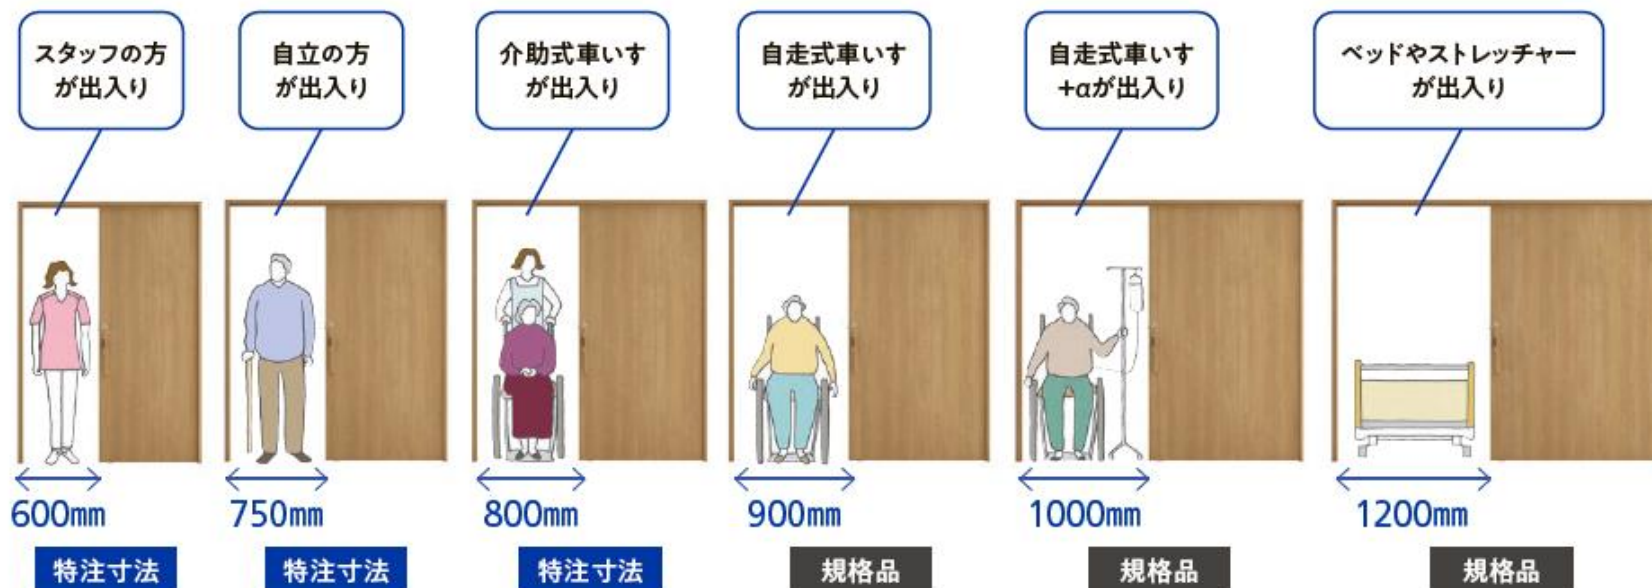 スタッフの方
が出入り
自立の方
が出入り
介助式車いす
が出入り
自走式車いす
が出入り
自走式車いす
+αが出入り
ベッドやストレッチャー
が出入り
600mm
750mm
800mm
900mm
1000mm
1200mm
特注寸法
特注寸法
特注寸法
規格品
規格品
規格品